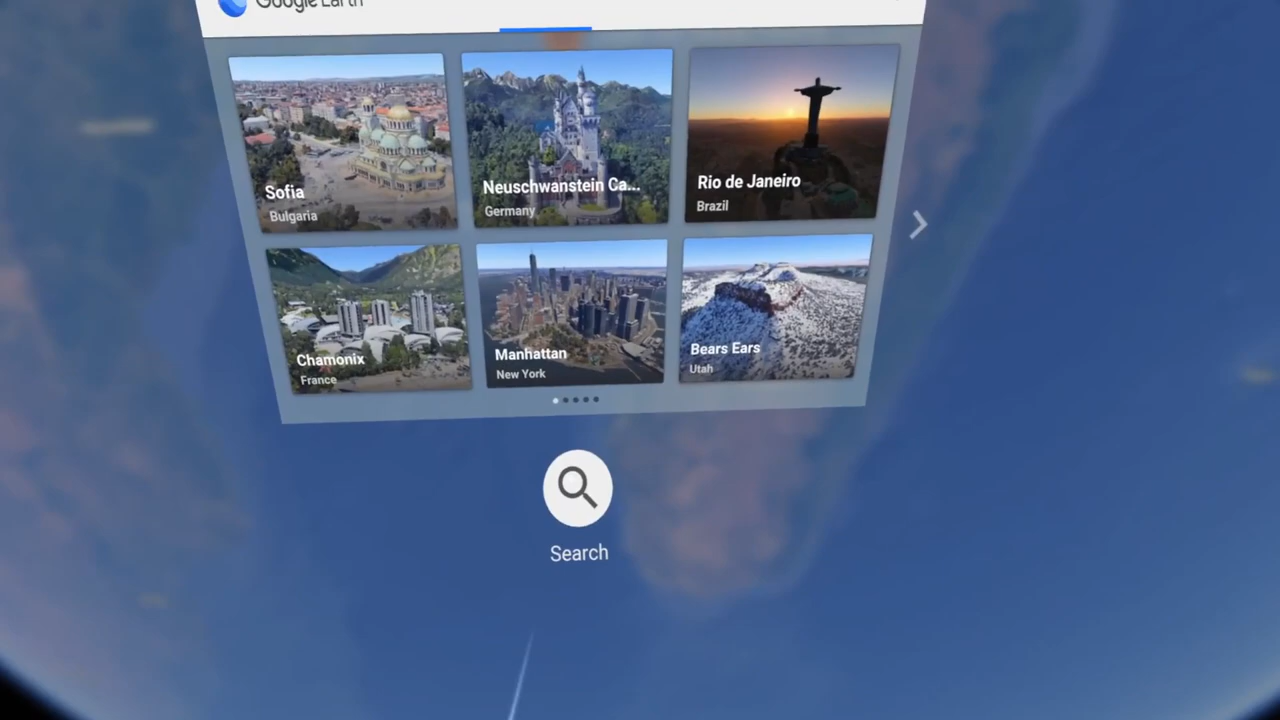 Google Earth
Sofia
Bulgaria
Neuschwanstein Ca...
Germany
Rio de Janeiro
Brazil
Chamonix
France
Manhattan
New York
Bears Ears
Utah
Search